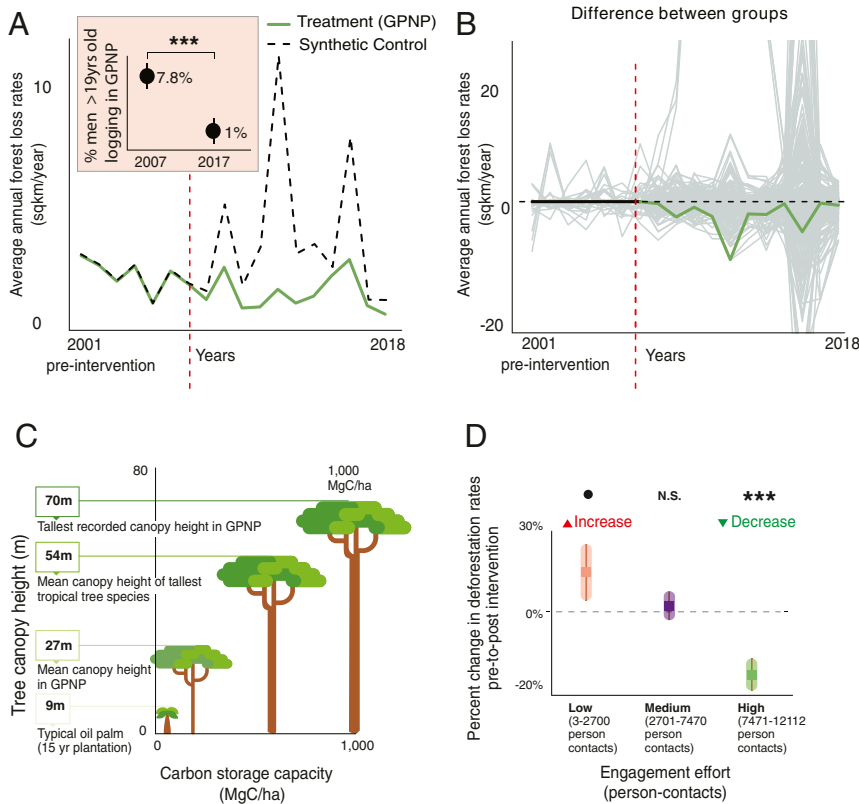 A
Treatment (GPNP)
Synthetic Control
Average annual forest loss rates
(sqkm/year)
10
0
% men >19yrs old
logging in GPNP
***
7.8%
1%
2007
2017
2001
2018
pre-intervention
Years
B
Difference between groups
Average annual forest loss rates
(sqkm/year)
20
0
-20
2001
2018
pre-intervention
Years
C
Tree canopy height (m)
80
0
1,000
MgC/ha
70m
Tallest recorded canopy height in GPNP
54m
Mean canopy height of tallest
tropical tree species
27m
Mean canopy height
in GPNP
9m
Typical oil palm
(15 yr plantation)
0
1,000
Carbon storage capacity
(MgC/ha)
D
Percent change in deforestation rates
pre-to-post intervention
N.S.
***
Increase
Decrease
30%
0%
-20%
Low
(3-2700
person
contacts)
Medium
(2701-7470
person
contacts)
High
(7471-12112
person
contacts)
Engagement effort
(person-contacts)